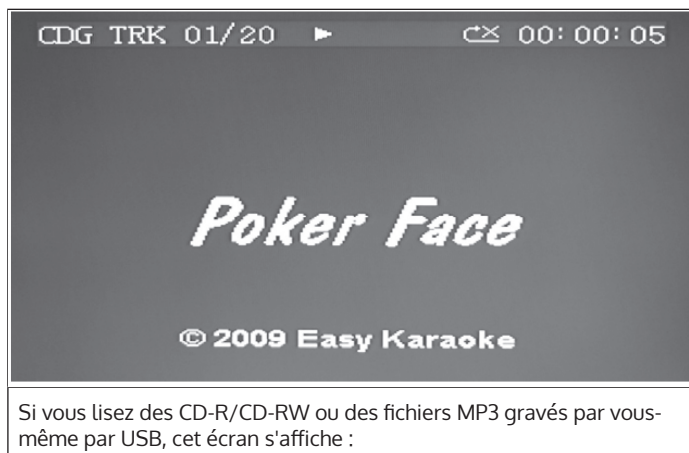 CDG TRK 01/20 ► ⊂× 00:00:05
Poker Face
© 2009 Easy Karaoke
Si vous lisez des CD-R/CD-RW ou des fichiers MP3 gravés par vous-
même par USB, cet écran s'affiche :